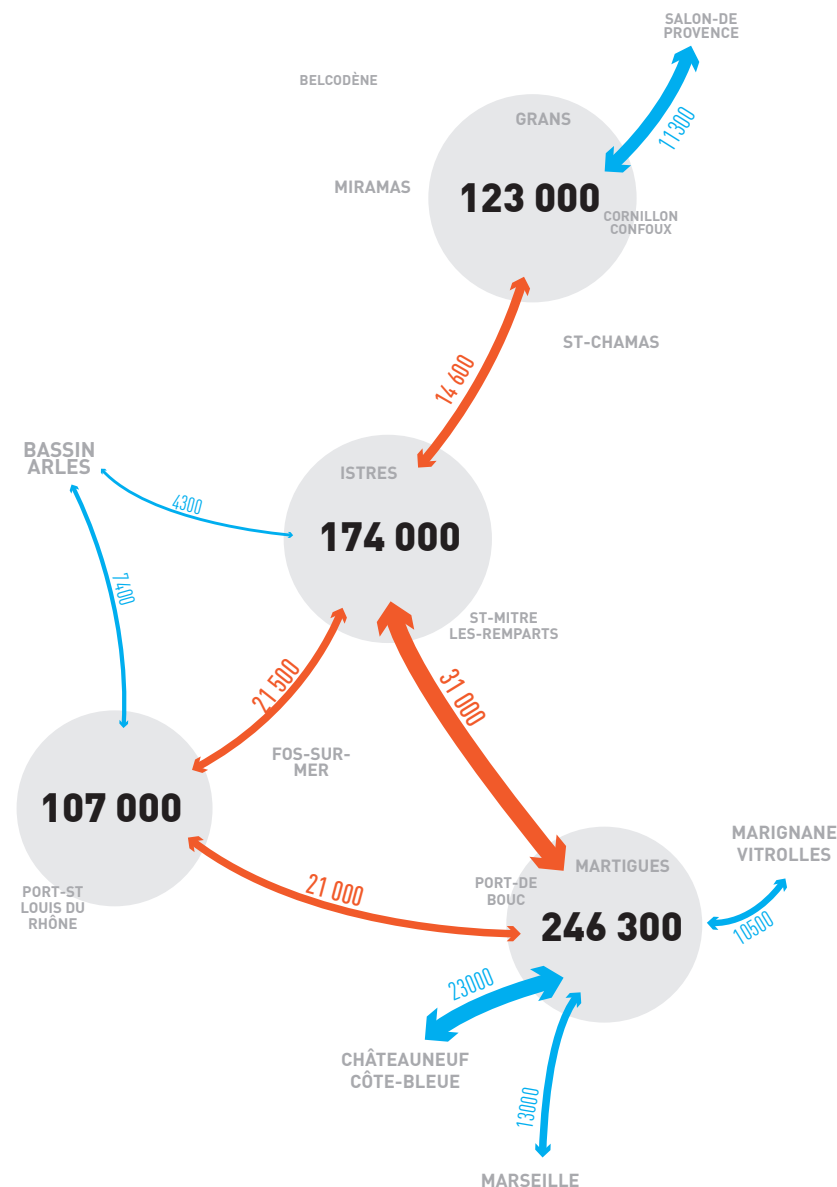 SALON-DE
PROVENCE
BELCODÈNE
11300
GRANS
MIRAMAS
123 000
CORNILLON
CONFOUX
ST-CHAMAS
14 600
BASSIN
ARLES
ISTRES
4300
174 000
7400
ST-MITRE
LES-REMPARTS
21 500
31 000
FOS-SUR-
MER
107 000
MARIGNANE
VITROLLES
MARTIGUES
PORT-DE
BOUC
21 000
PORT-ST
LOUIS DU
RHÔNE
246 300
10500
23000
CHÂTEAUNEUF
CÔTE-BLEUE
13000
MARSEILLE